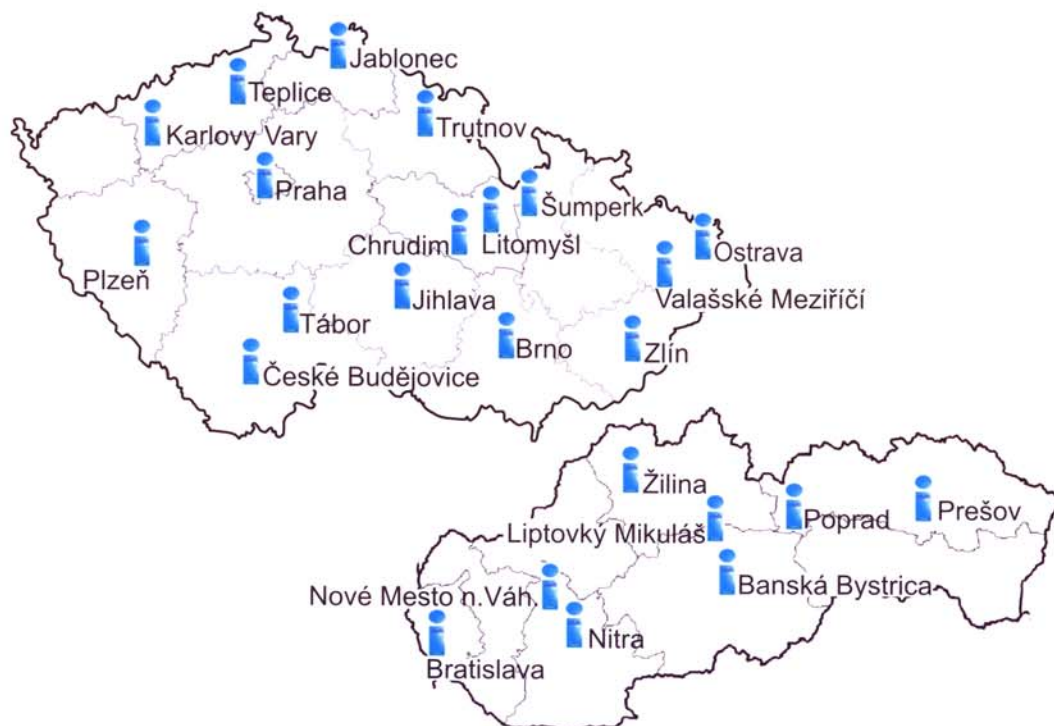 Jablonec
Teplice
Trutnov
Karlovy Vary
Praha
Šumperk
Chrudim
Litomyšl
Ostrava
Plzeň
Valašské Meziříčí
Jihlava
Tábor
Brno
Zlín
České Budějovice
Žilina
Liptovký Mikuláš
Poprad
Prešov
Banská Bystrica
Nové Mesto n.Váh.
Nitra
Bratislava